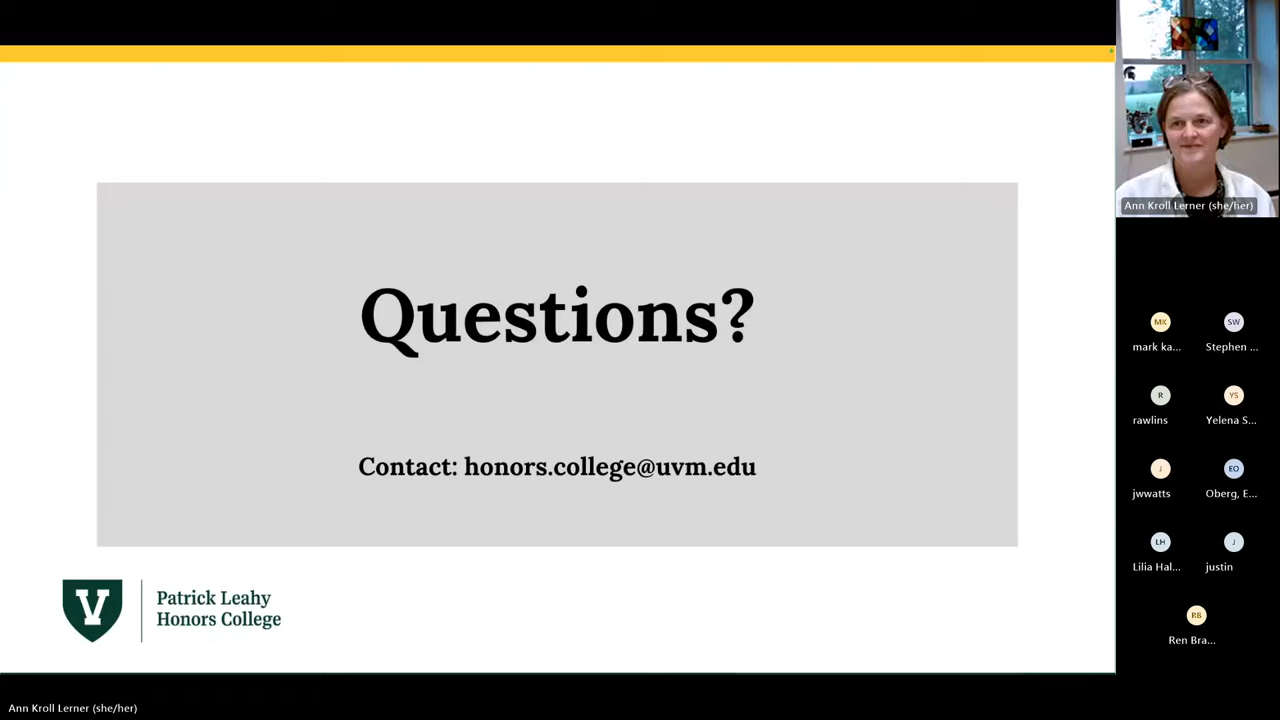 Questions?
Contact: honors.college@uvm.edu
V
Patrick Leahy
Honors College
Ann Kroll Lerner (she/her)
MK
mark ka...
SW
Stephen ...
R
rawlins
YS
Yelena S...
J
jwwatts
EO
Oberg, E...
LH
Lilia Hal...
J
justin
RB
Ren Bra...
Ann Kroll Lerner (she/her)